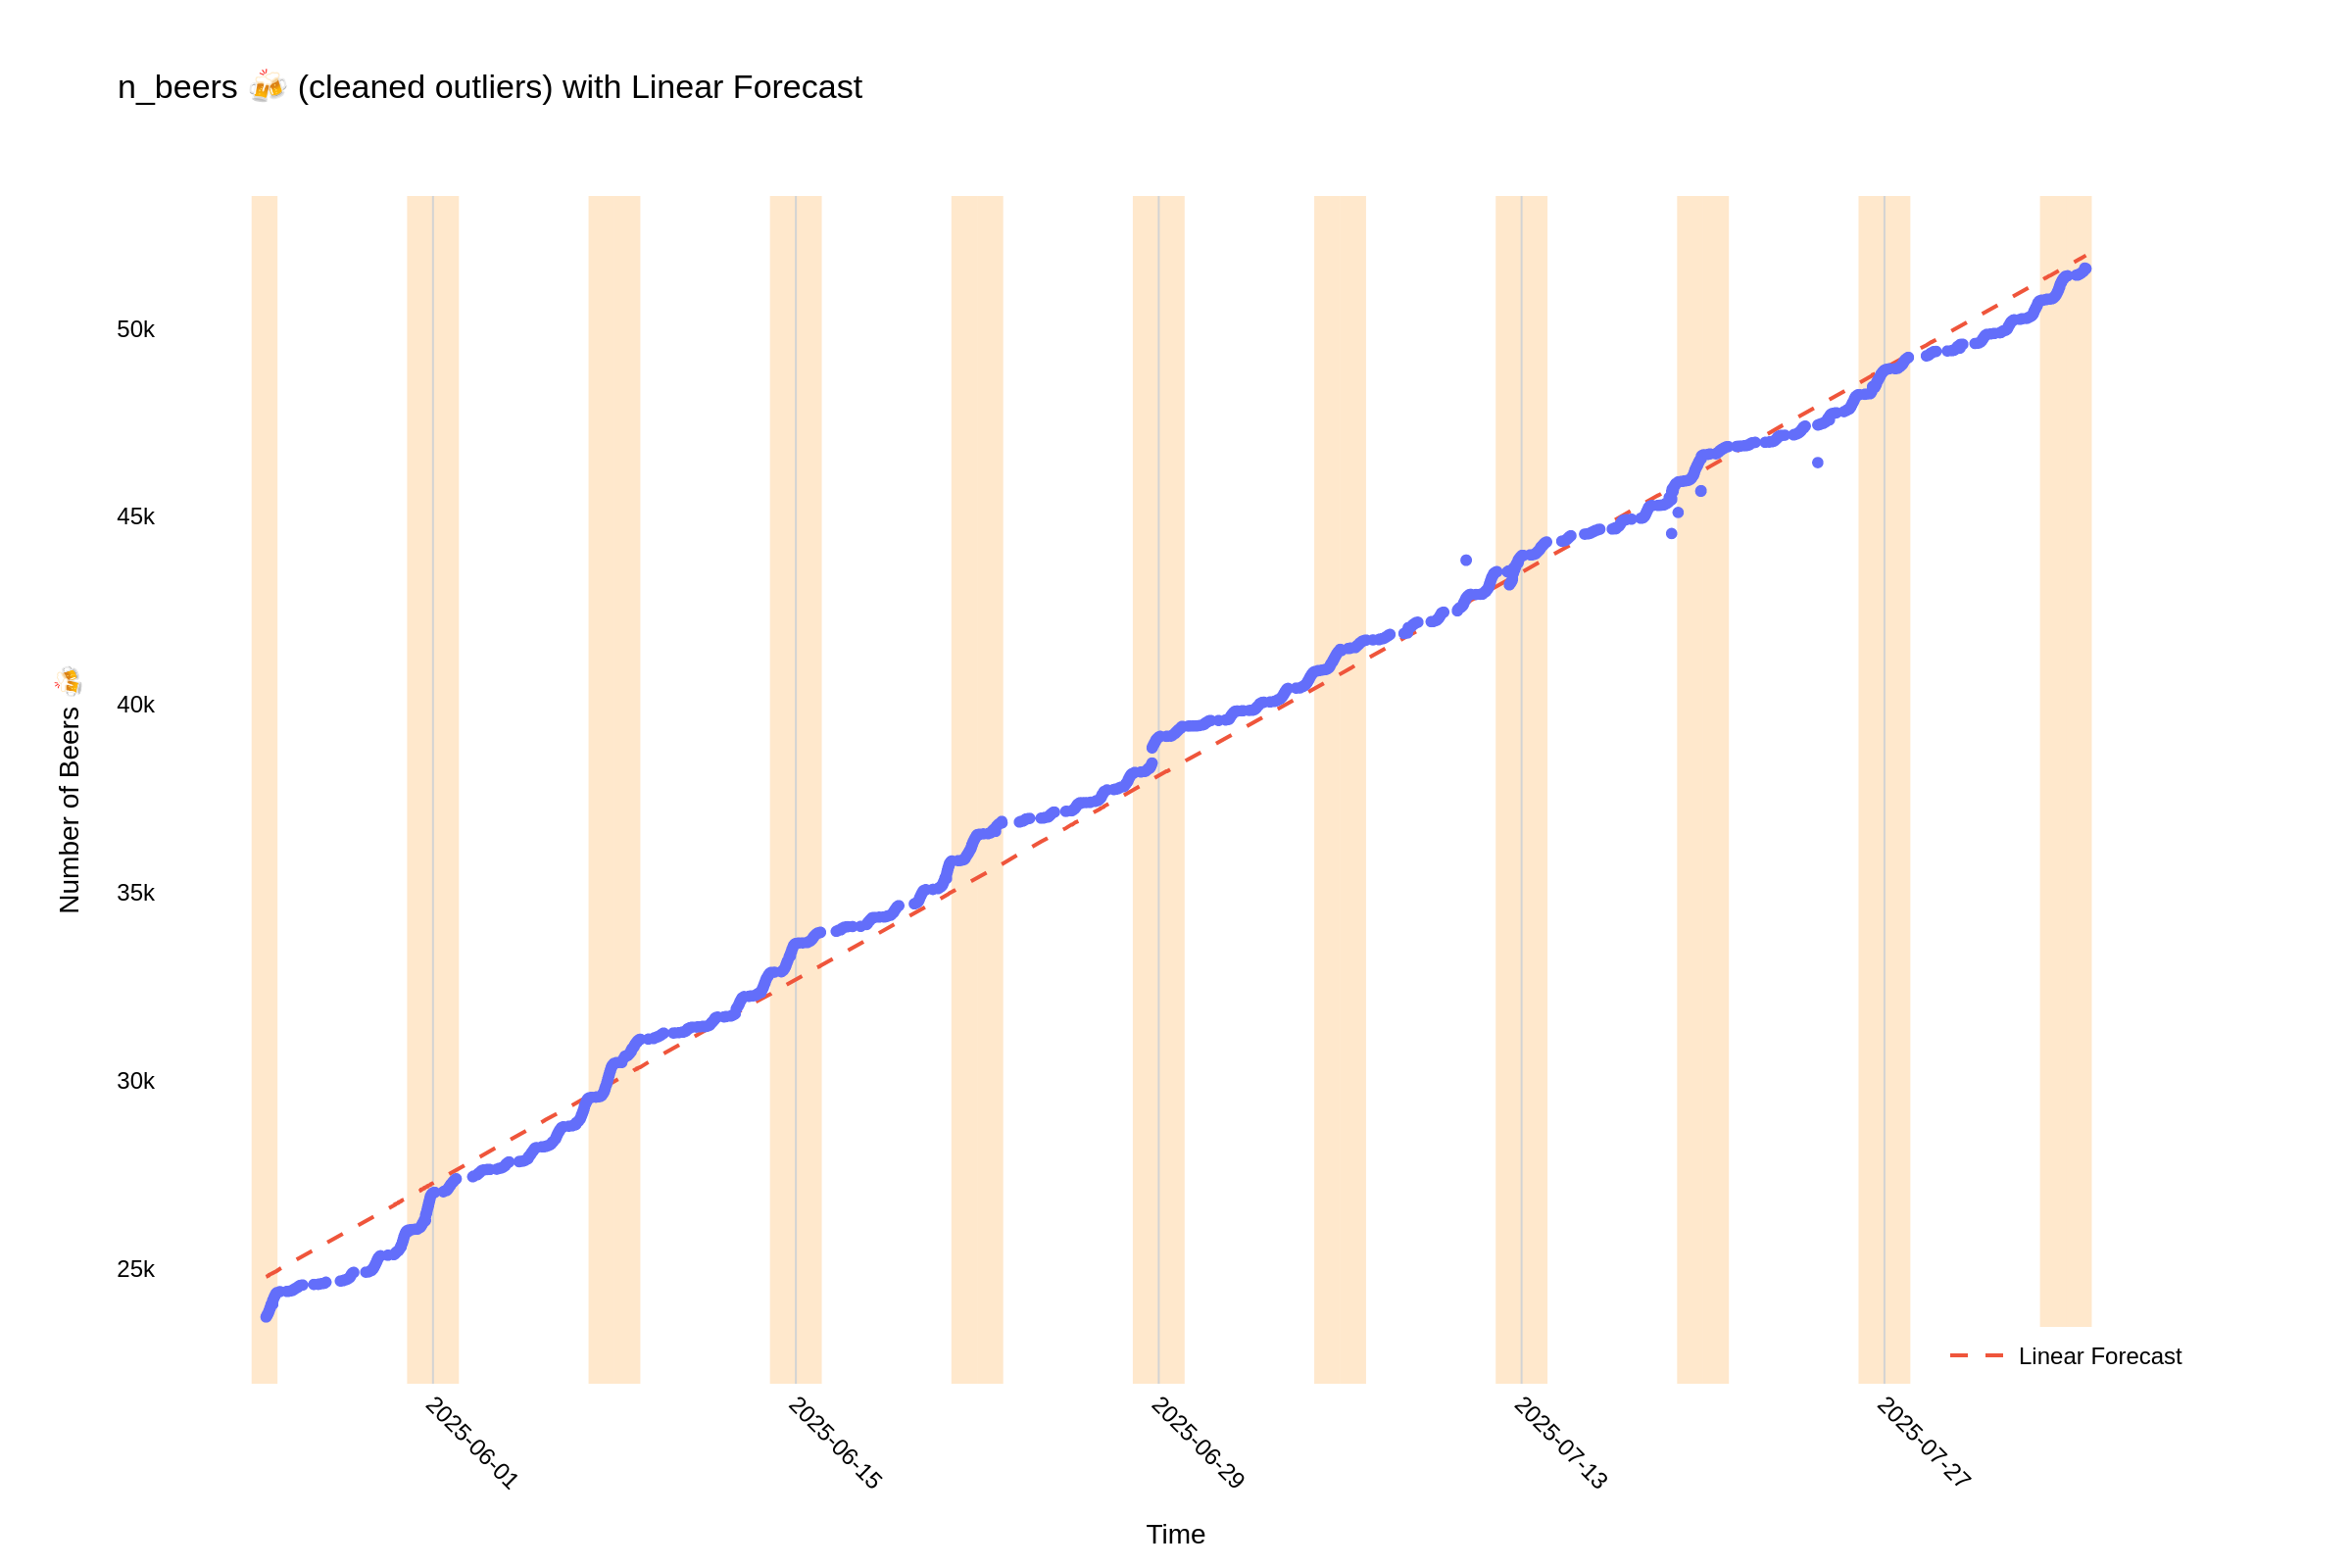 n_beers 🍻 (cleaned outliers) with Linear Forecast
50k
45k
40k
35k
30k
25k
Number of Beers 🍻
2025-06-01
2025-06-15
2025-06-29
2025-07-13
2025-07-27
Time
Linear Forecast